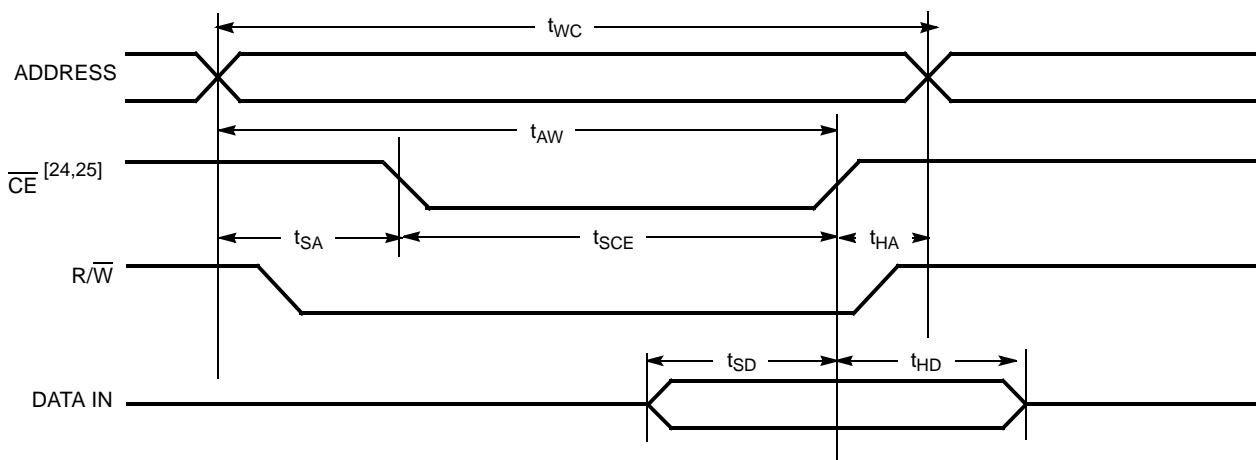 tWC
ADDRESS
tAW
CE [24,25]
tSA
tSCE
tHA
R/W
tSD
tHD
DATA IN